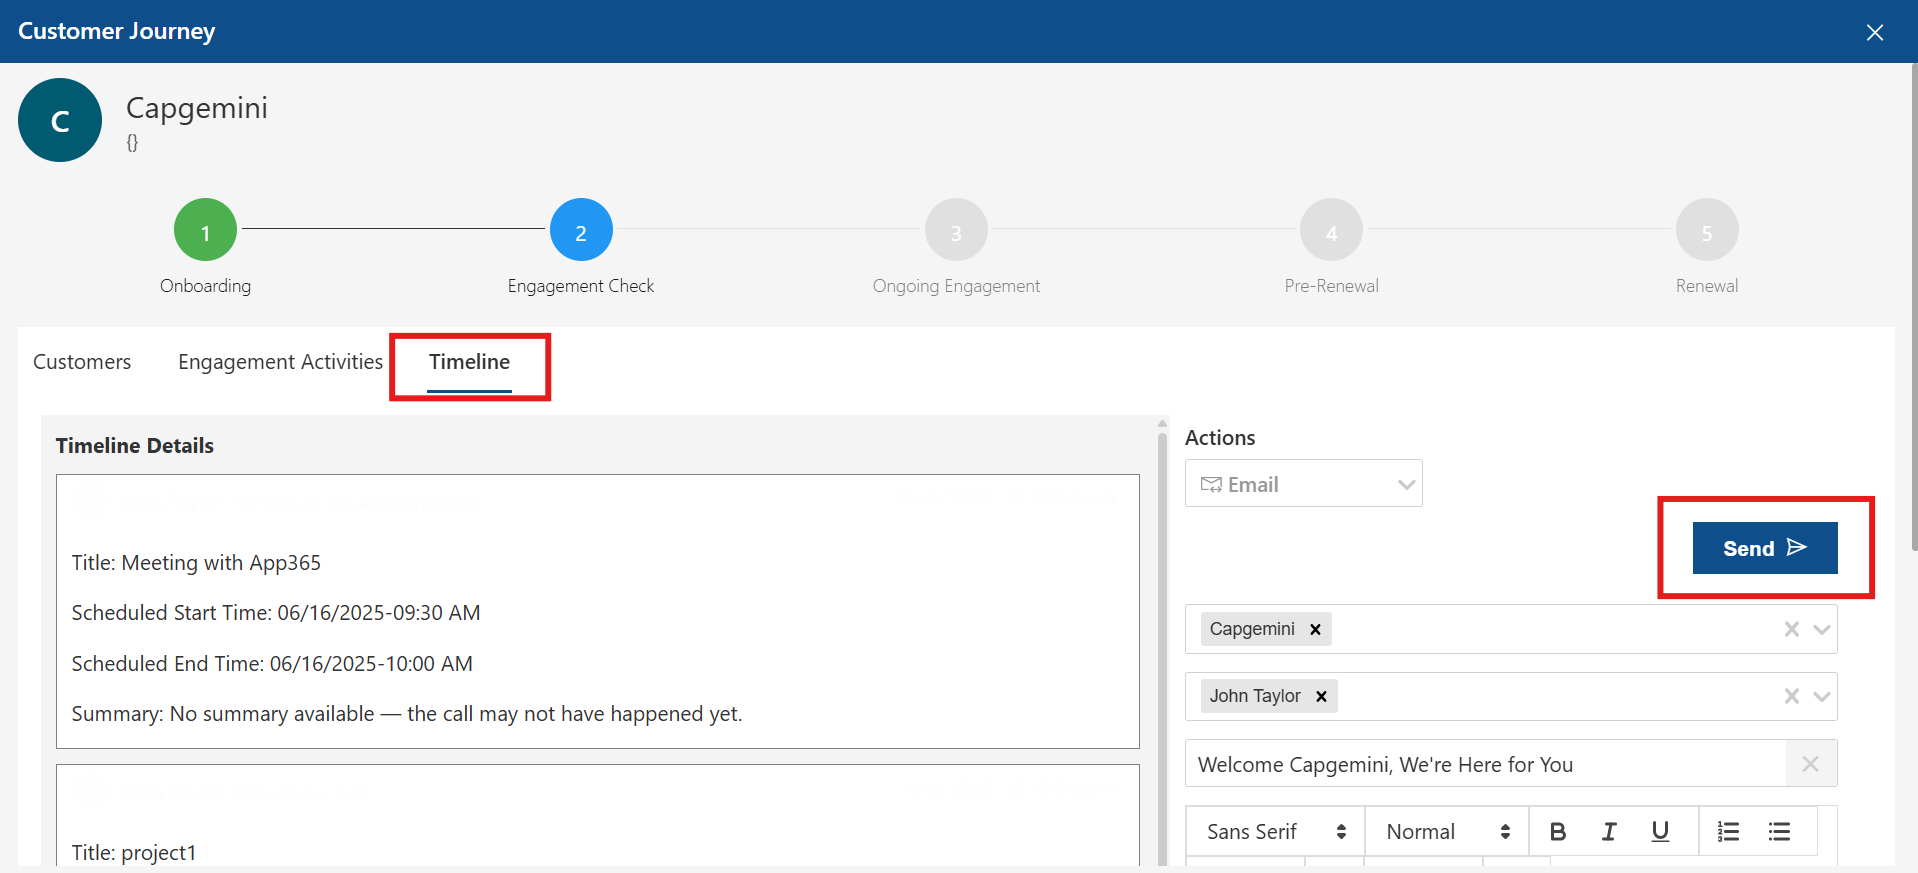 Customer Journey
C
Capgemini
{}
1
2
3
4
5
Onboarding
Engagement Check
Ongoing Engagement
Pre-Renewal
Renewal
Customers
Engagement Activities
Timeline
Timeline Details
Title: Meeting with App365
Scheduled Start Time: 06/16/2025-09:30 AM
Scheduled End Time: 06/16/2025-10:00 AM
Summary: No summary available — the call may not have happened yet.
Title: project1
Actions
Email
Send
Capgemini
John Taylor
Welcome Capgemini, We're Here for You
Sans Serif
Normal
B I U